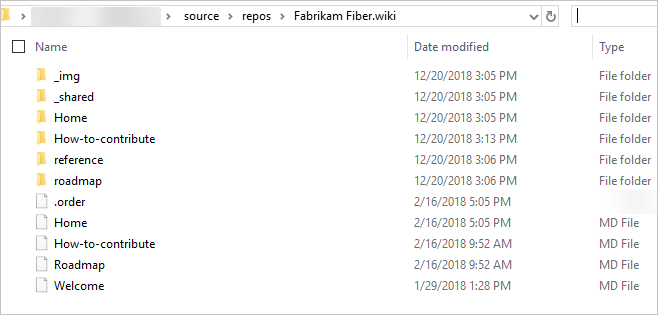 source > repos > Fabrikam Fiber.wiki
Name Date modified Type
_img 12/20/2018 3:05 PM File folder
_shared 12/20/2018 3:05 PM File folder
Home 12/20/2018 3:05 PM File folder
How-to-contribute 12/20/2018 3:13 PM File folder
reference 12/20/2018 3:06 PM File folder
roadmap 12/20/2018 3:06 PM File folder
.order 2/16/2018 5:05 PM
Home 2/16/2018 5:05 PM MD File
How-to-contribute 2/16/2018 9:52 AM MD File
Roadmap 2/16/2018 9:52 AM MD File
Welcome 1/29/2018 1:28 PM MD File